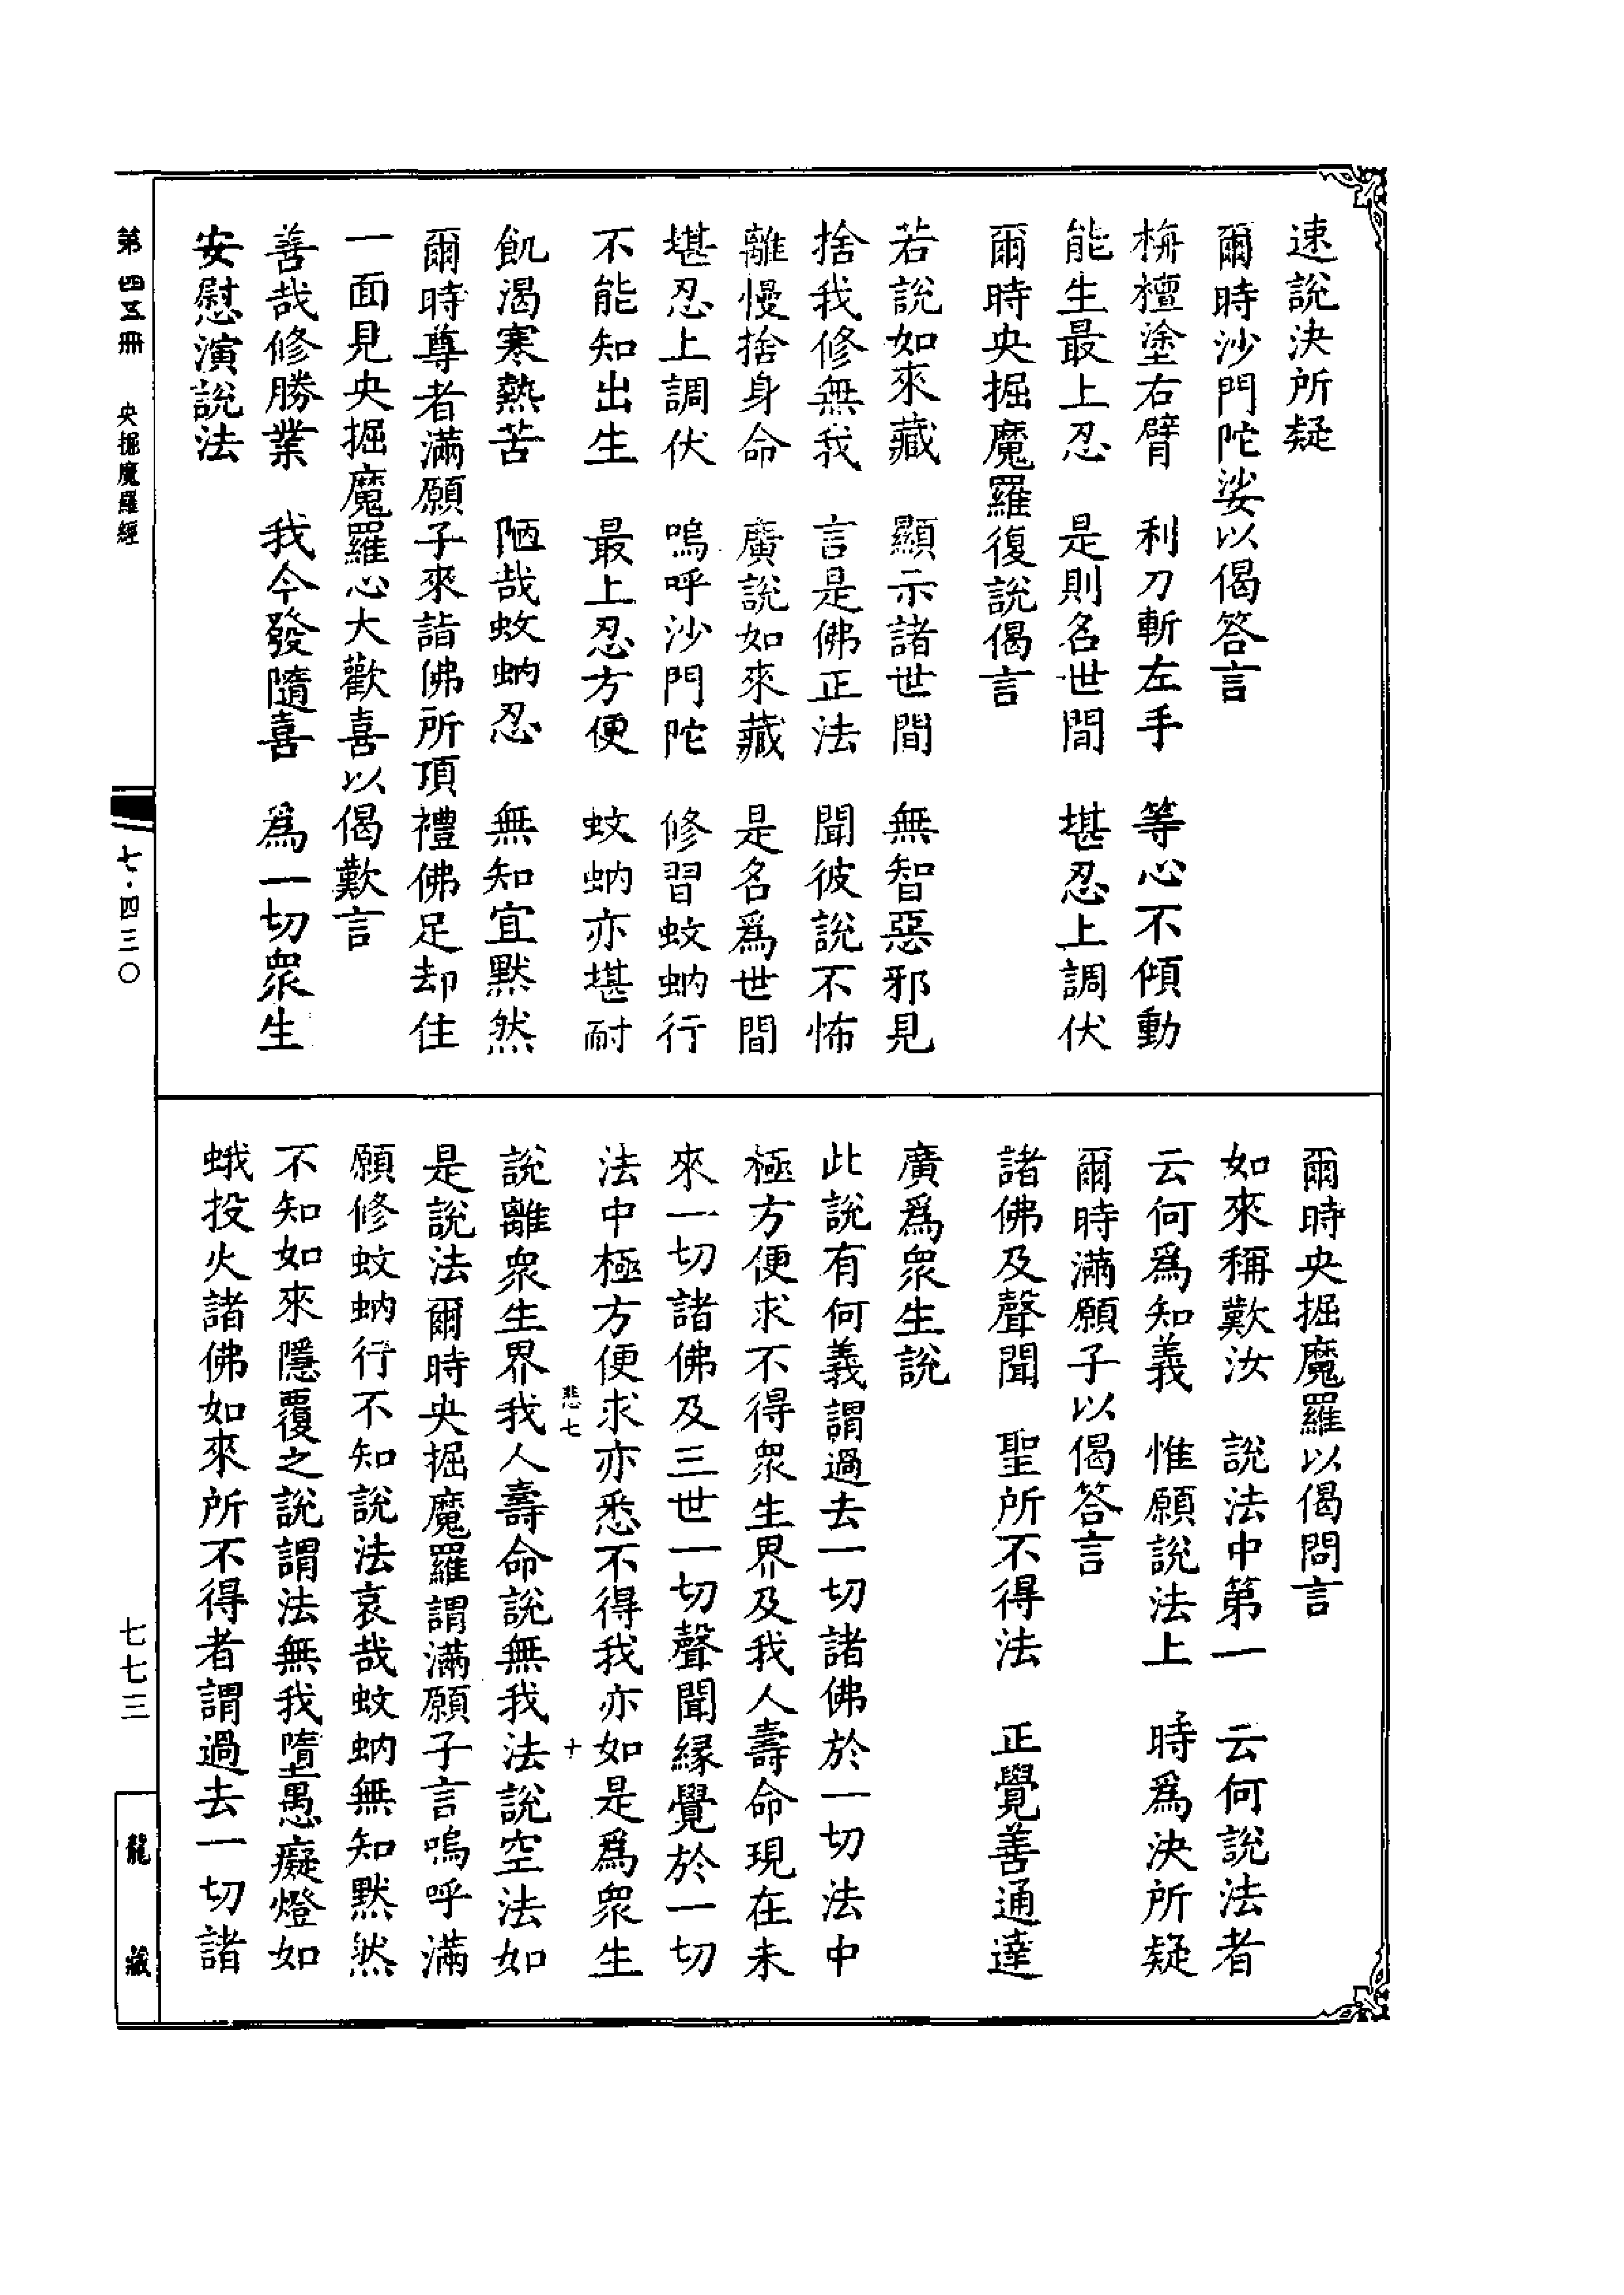 速說決所疑
爾時沙門陀娑以偈答言
栴檀塗右臂　利刀斬左手　等心不傾動
能生最上忍　是則名世間　堪忍上調伏
爾時央掘魔羅復說偈言
若說如來藏　顯示諸世間　無智惡邪見
捨我修無我　言是佛正法　聞彼說不怖
離慢捨身命　廣說如來藏　是名爲世間
堪忍上調伏　嗚呼沙門陀　修習蚊蚋行
不能知出生　最上忍方便　蚊蚋亦堪耐
飢渴寒熱苦　陋哉蚊蚋忍　無知宜默然
爾時尊者滿願子來詣佛所頂禮佛足却住
一面見央掘魔羅心大歡喜以偈歎言
善哉修勝業　我今發隨喜　爲一切衆生
安慰演說法
爾時央掘魔羅以偈問言
如來稱歎汝　說法中第一　云何說法者
云何爲知義　惟願說法上　時爲決所疑
爾時滿願子以偈答言
諸佛及聲聞　聖所不得法　正覺善通達
廣爲衆生說
此說有何義謂過去一切諸佛於一切法中
極方便求不得衆生界及我人壽命現在未
來一切諸佛及三世一切聲聞緣覺於一切
法中極方便求亦悉不得我亦如是爲衆生
悲七　十
說離衆生界我人壽命說無我法說空法如
是說法爾時央掘魔羅謂滿願子言嗚呼滿
願修蚊蚋行不知說法哀哉蚊蚋無知默然
不知如來隱覆之說謂法無我墮愚癡燈如
蛾投火諸佛如來所不得者謂過去一切諸
第四五冊　央掘魔羅經
七·四三〇
七七三
龍藏